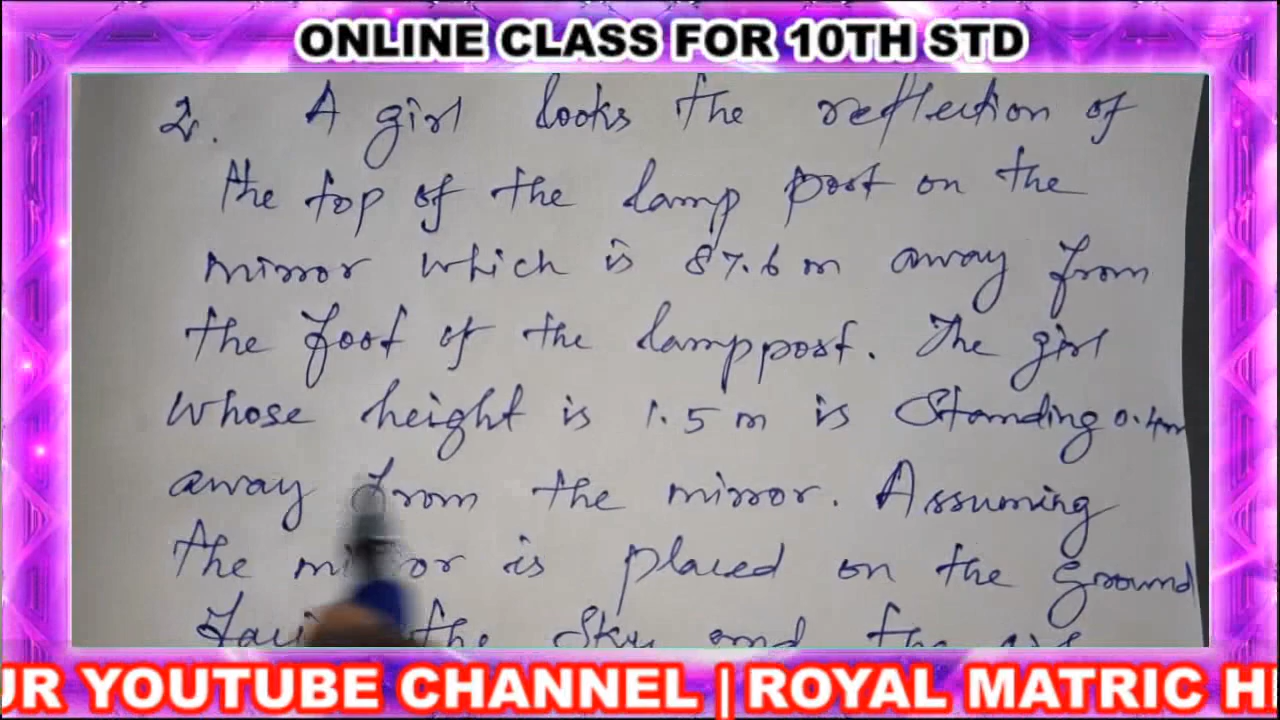 ONLINE CLASS FOR 10TH STD
2. A girl looks the reflection of
the top of the lamp post on the
mirror which is 87.6 m away from
the foot of the lamppost. The girl
whose height is 1.5 m is Standing 0.4m
away from the mirror. Assuming
the mirror is placed on the ground
the Sky and the
UR YOUTUBE CHANNEL | ROYAL MATRIC H